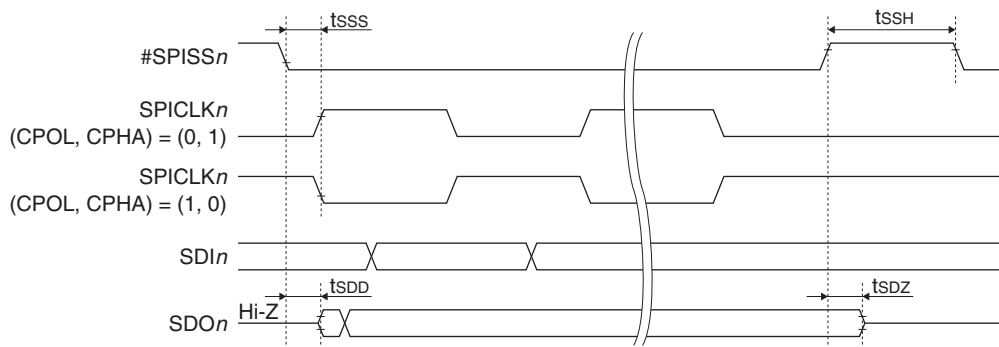 tSSS
tSSH
#SPISSn
SPICLKn
(CPOL, CPHA) = (0, 1)
SPICLKn
(CPOL, CPHA) = (1, 0)
SDIn
tSDD
tSDZ
Hi-Z
SDOn